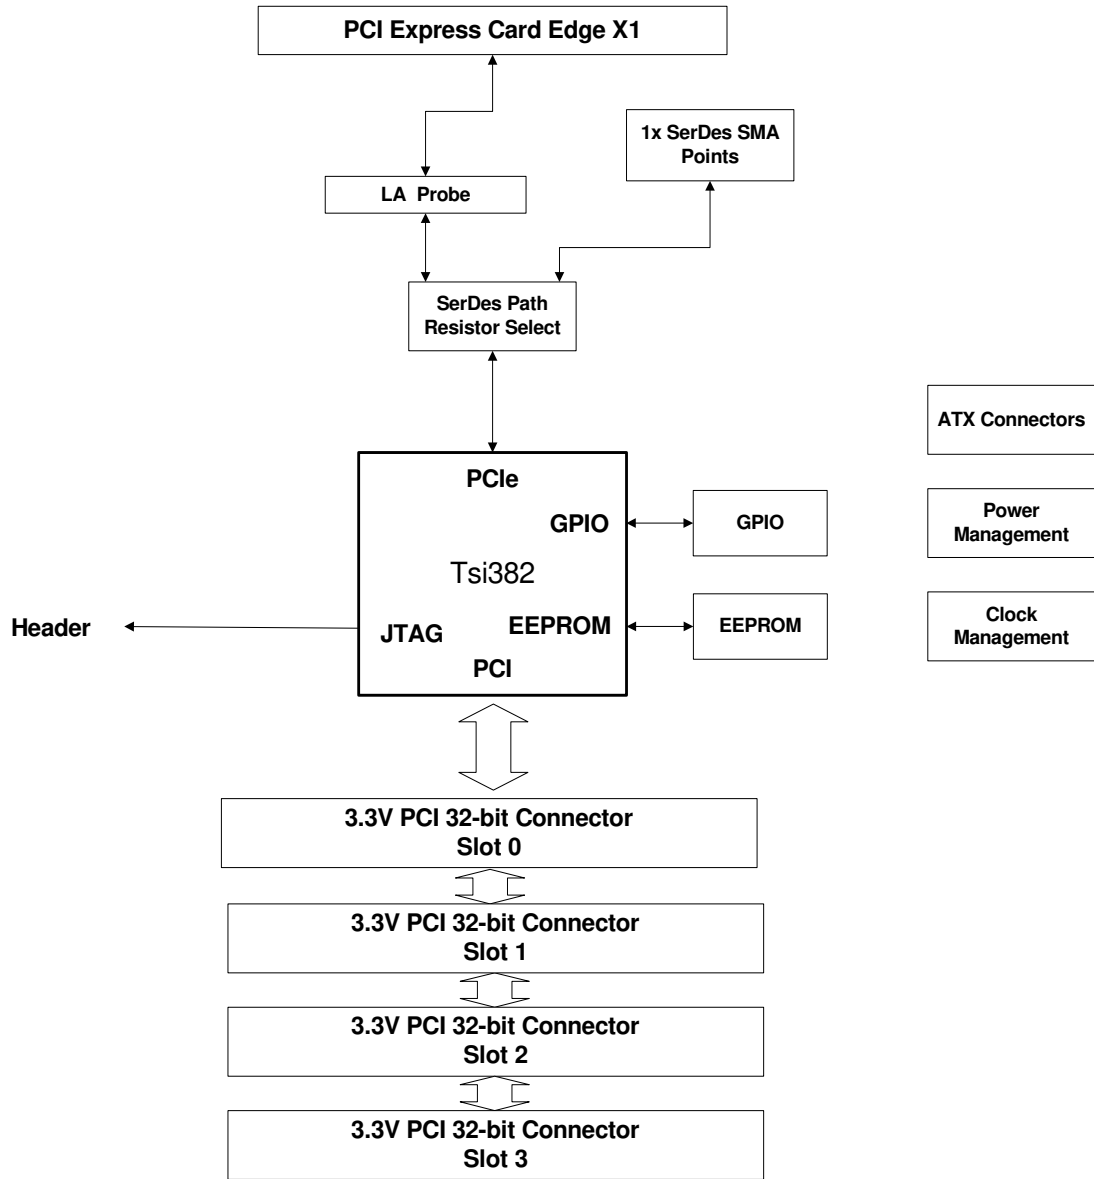 PCI Express Card Edge X1
1x SerDes SMA
Points
LA Probe
SerDes Path
Resistor Select
ATX Connectors
PCIe
GPIO
GPIO
Power
Management
Tsi382
Header
JTAG
EEPROM
EEPROM
Clock
Management
PCI
3.3V PCI 32-bit Connector
Slot 0
3.3V PCI 32-bit Connector
Slot 1
3.3V PCI 32-bit Connector
Slot 2
3.3V PCI 32-bit Connector
Slot 3